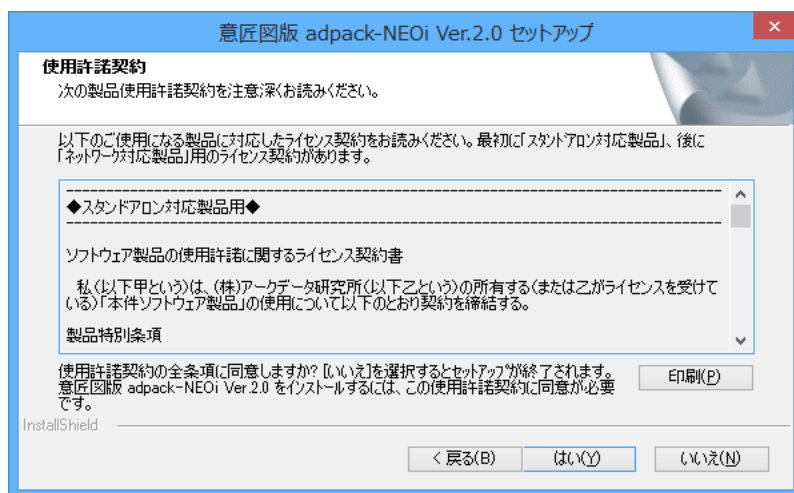 意匠図版 adpack-NEOi Ver.2.0 セットアップ
使用許諾契約
次の製品使用許諾契約を注意深くお読みください。
以下のご使用になる製品に対応したライセンス契約をお読みください。最初に「スタンドアロン対応製品」、後に
「ネットワーク対応製品」用のライセンス契約があります。
------------------------------------------------------------
◆スタンドアロン対応製品用◆
------------------------------------------------------------
ソフトウェア製品の使用許諾に関するライセンス契約書
私(以下甲という)は、(株)アークデータ研究所(以下乙という)の所有する(または乙がライセンスを受けて
いる)「本件ソフトウェア製品」の使用について以下のとおり契約を締結する。
製品特別条項
使用許諾契約の全条項に同意しますか? [いいえ]を選択するとセットアップが終了されます。
意匠図版 adpack-NEOi Ver.2.0 をインストールするには、この使用許諾契約に同意が必要
です。
印刷(P)
InstallShield
< 戻る(B)
はい(Y)
いいえ(N)